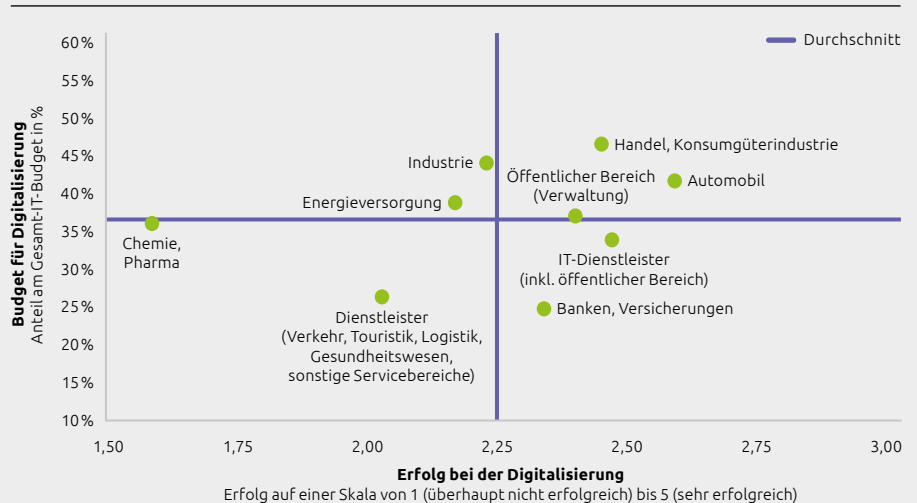 Durchschnitt
Budget für Digitalisierung
Anteil am Gesamt-IT-Budget in %
60 %
55 %
50 %
45 %
40 %
35 %
30 %
25 %
20 %
15 %
10 %
Handel, Konsumgüterindustrie
Industrie
Öffentlicher Bereich
(Verwaltung)
Automobil
Energieversorgung
Chemie,
Pharma
IT-Dienstleister
(inkl. öffentlicher Bereich)
Banken, Versicherungen
Dienstleister
(Verkehr, Touristik, Logistik,
Gesundheitswesen,
sonstige Servicebereiche)
1,50
1,75
2,00
2,25
2,50
2,75
3,00
Erfolg bei der Digitalisierung
Erfolg auf einer Skala von 1 (überhaupt nicht erfolgreich) bis 5 (sehr erfolgreich)